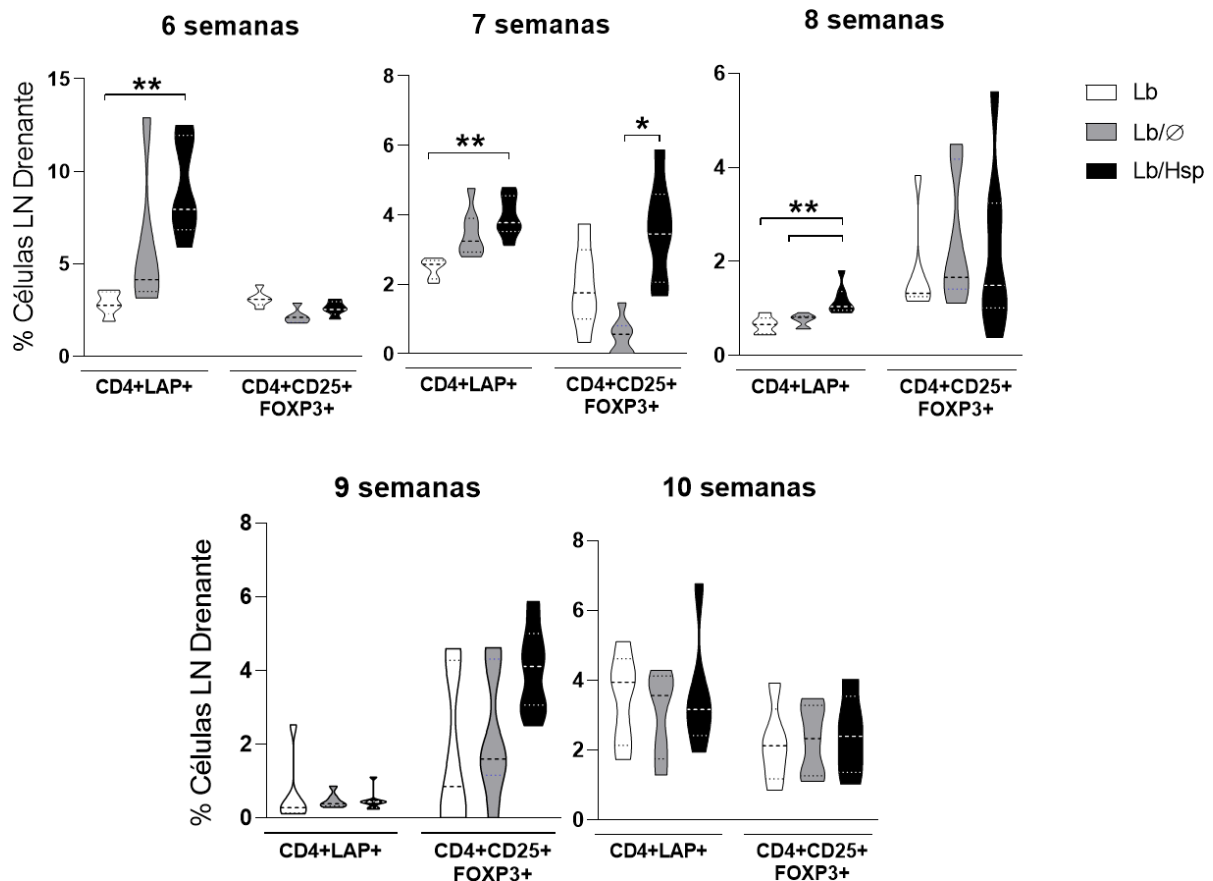 6 semanas
7 semanas
8 semanas
% Células LN Drenante
15
10
5
0
**
CD4+LAP+
CD4+CD25+
FOXP3+
8
6
4
2
0
**
*
CD4+LAP+
CD4+CD25+
FOXP3+
6
4
2
0
**
CD4+LAP+
CD4+CD25+
FOXP3+
Lb
Lb/∅
Lb/Hsp
9 semanas
10 semanas
% Células LN Drenante
8
6
4
2
0
CD4+LAP+
CD4+CD25+
FOXP3+
8
6
4
2
0
CD4+LAP+
CD4+CD25+
FOXP3+